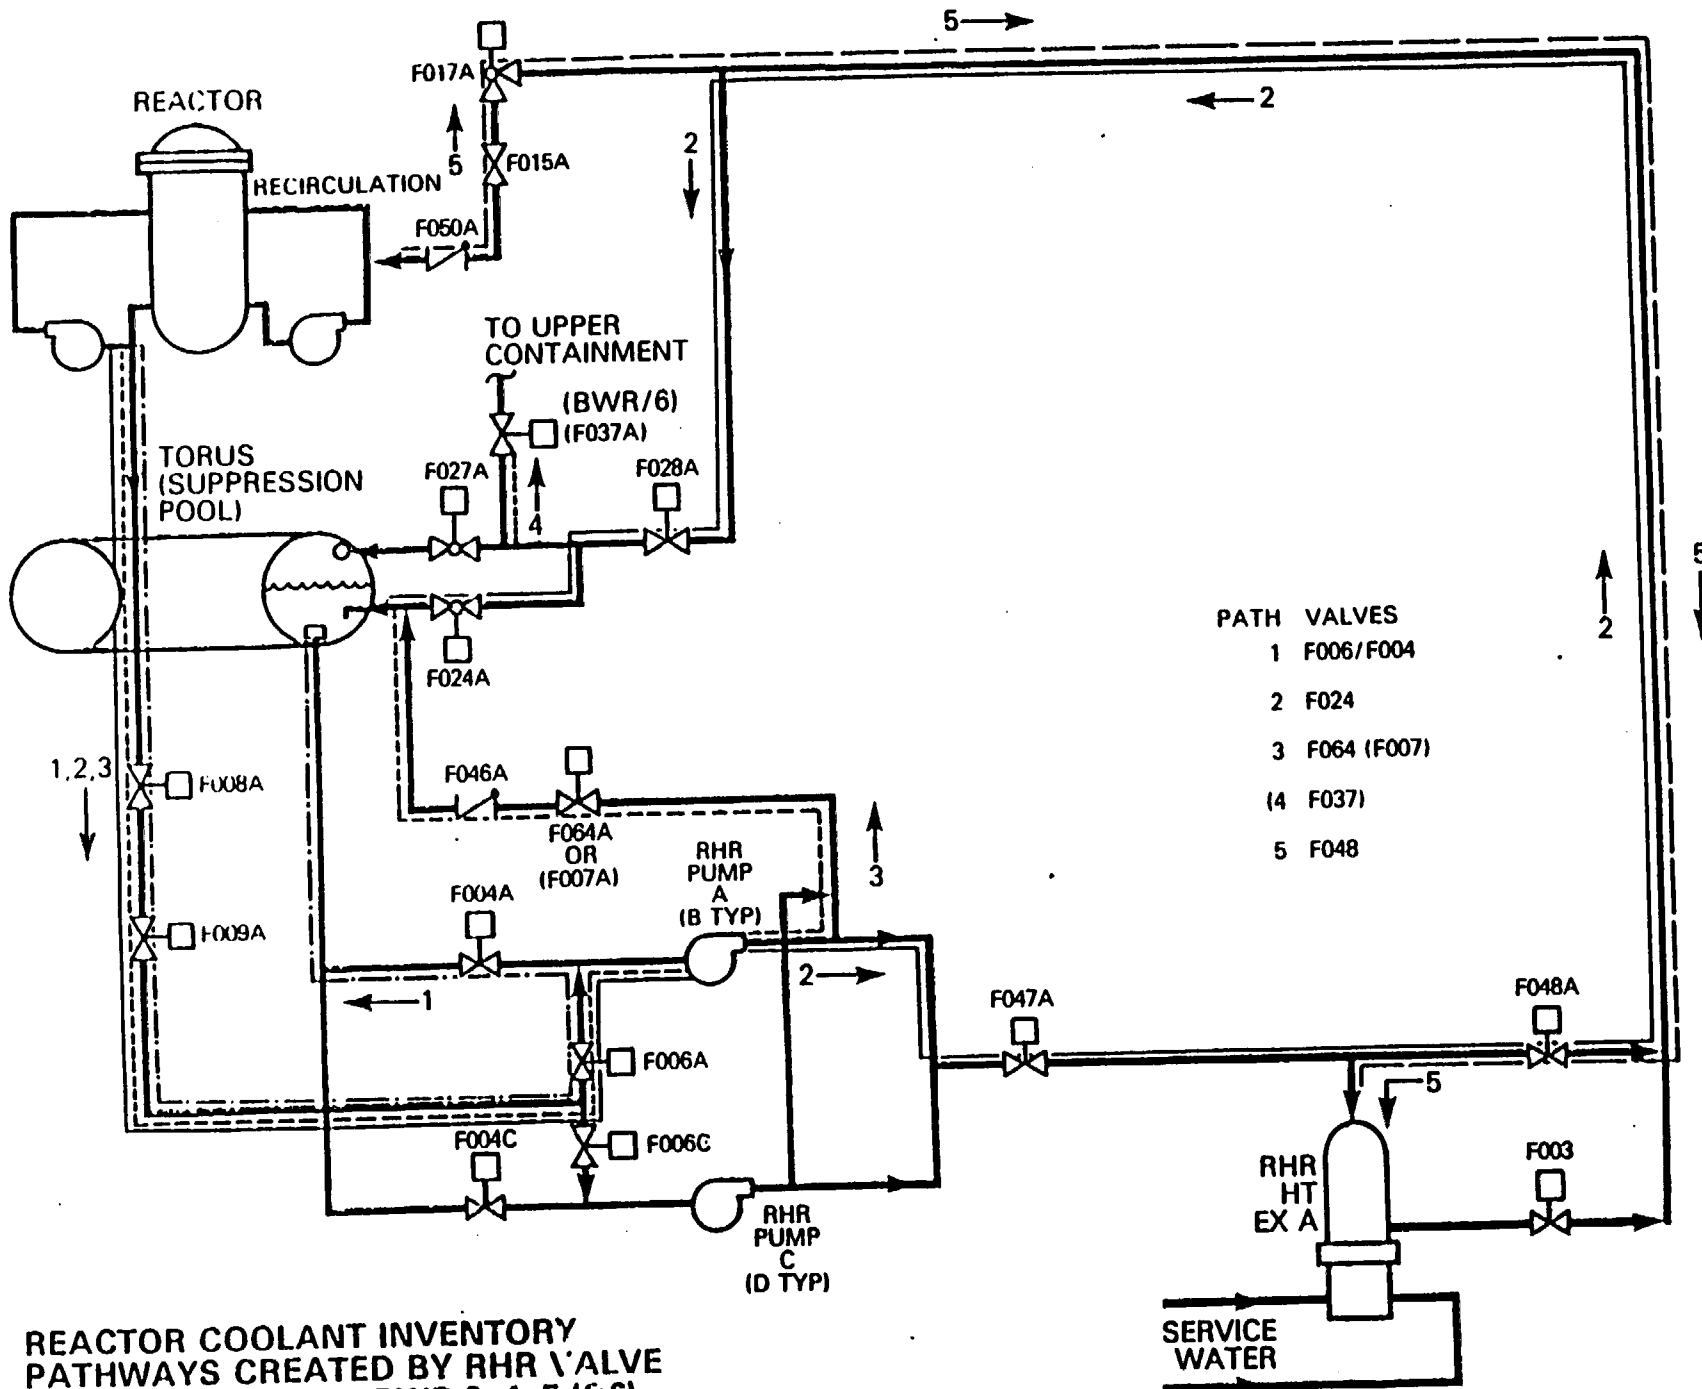 5
F017A
REACTOR
2
5
2
F015A
RECIRCULATION
F050A
TO UPPER
CONTAINMENT
(BWR/6)
(F037A)
TORUS
(SUPPRESSION
POOL)
F027A
F028A
4
5
2
F024A
PATH VALVES
1 F006/F004
2 F024
3 F064 (F007)
(4 F037)
5 F048
1,2,3
F008A
F046A
F064A
OR
(F007A)
RHR
PUMP
A
(B TYP)
3
F004A
F009A
2
1
F047A
F048A
F006A
5
F004C
F006C
F003
RHR
HT
EX A
RHR
PUMP
C
(D TYP)
SERVICE
WATER
REACTOR COOLANT INVENTORY
PATHWAYS CREATED BY RHR VALVE